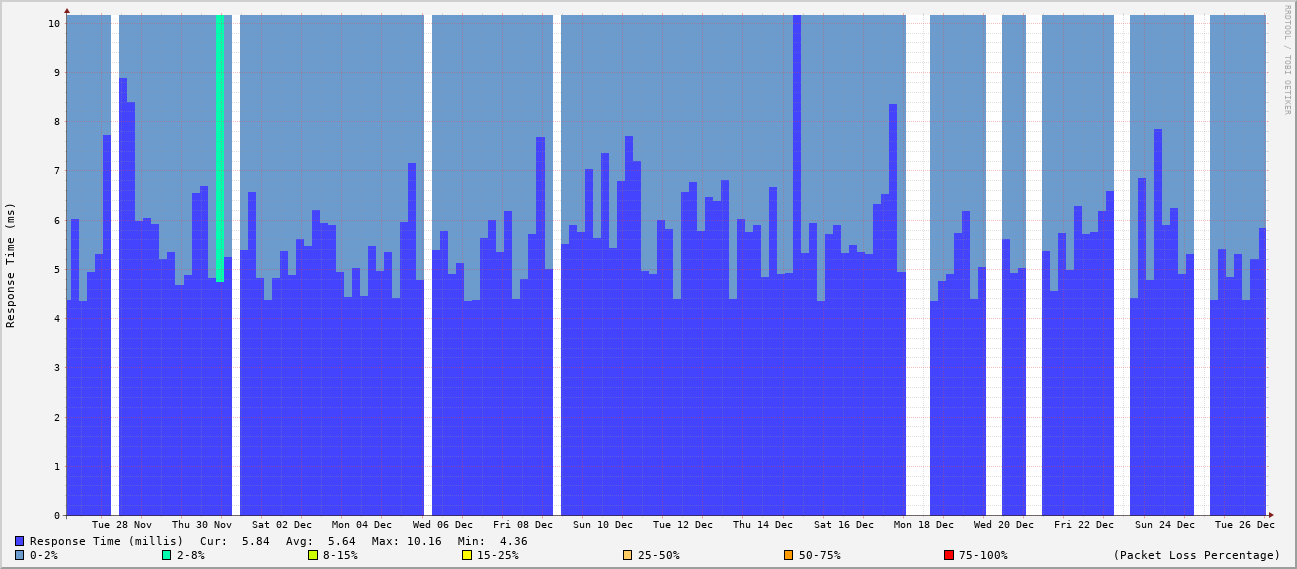 RRDTOOL / TOBI OETIKER
Response Time (ms)
10
9
8
7
6
5
4
3
2
1
0
Tue 28 Nov Thu 30 Nov Sat 02 Dec Mon 04 Dec Wed 06 Dec Fri 08 Dec Sun 10 Dec Tue 12 Dec Thu 14 Dec Sat 16 Dec Mon 18 Dec Wed 20 Dec Fri 22 Dec Sun 24 Dec Tue 26 Dec
Response Time (millis) Cur: 5.84 Avg: 5.64 Max: 10.16 Min: 4.36
0-2% 2-8% 8-15% 15-25% 25-50% 50-75% 75-100% (Packet Loss Percentage)